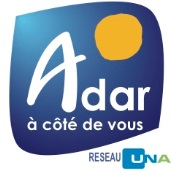 Adar
à côté de vous
RESEAU UNA